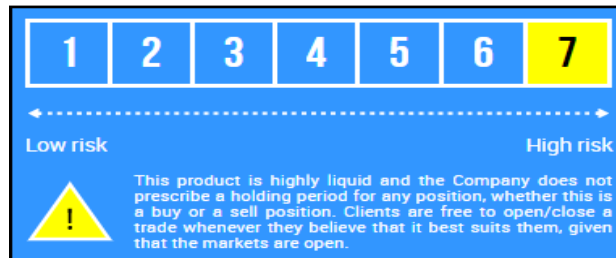 1 2 3 4 5 6 7
Low risk High risk
This product is highly liquid and the Company does not
prescribe a holding period for any position, whether this is
a buy or a sell position. Clients are free to open/close a
! trade whenever they believe that it best suits them, given
that the markets are open.